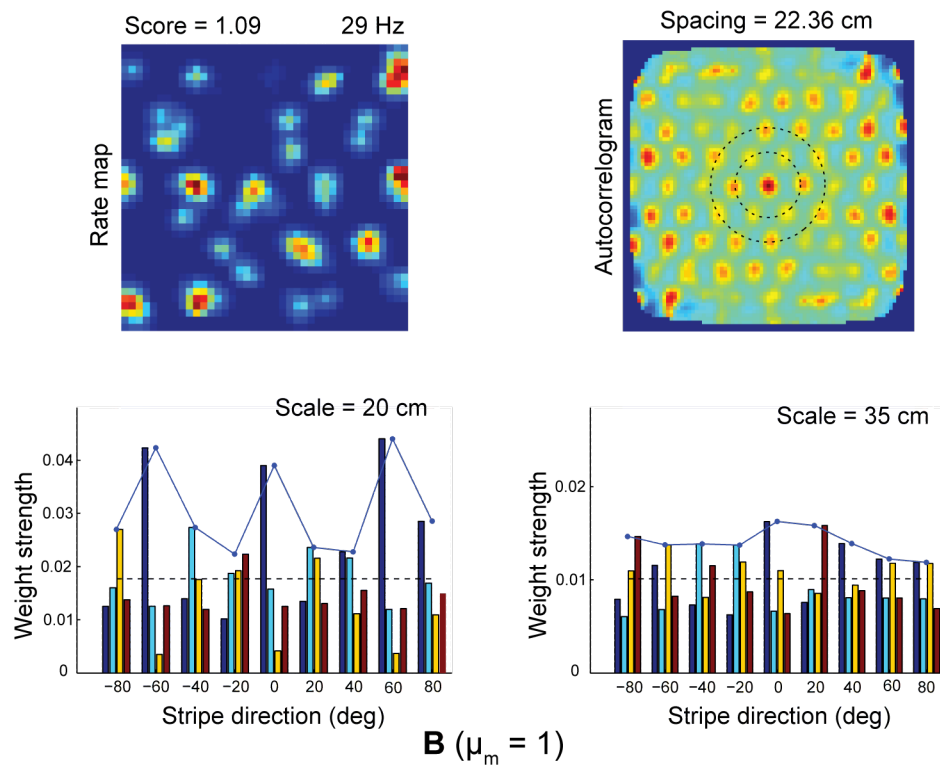 Score = 1.09 29 Hz
Spacing = 22.36 cm
Rate map
Autocorrelogram
Scale = 20 cm
Scale = 35 cm
Weight strength
0.04
0.03
0.02
0.01
0
−80 −60 −40 −20 0 20 40 60 80
Stripe direction (deg)
Weight strength
0.02
0.01
0
−80 −60 −40 −20 0 20 40 60 80
Stripe direction (deg)
B (μm = 1)